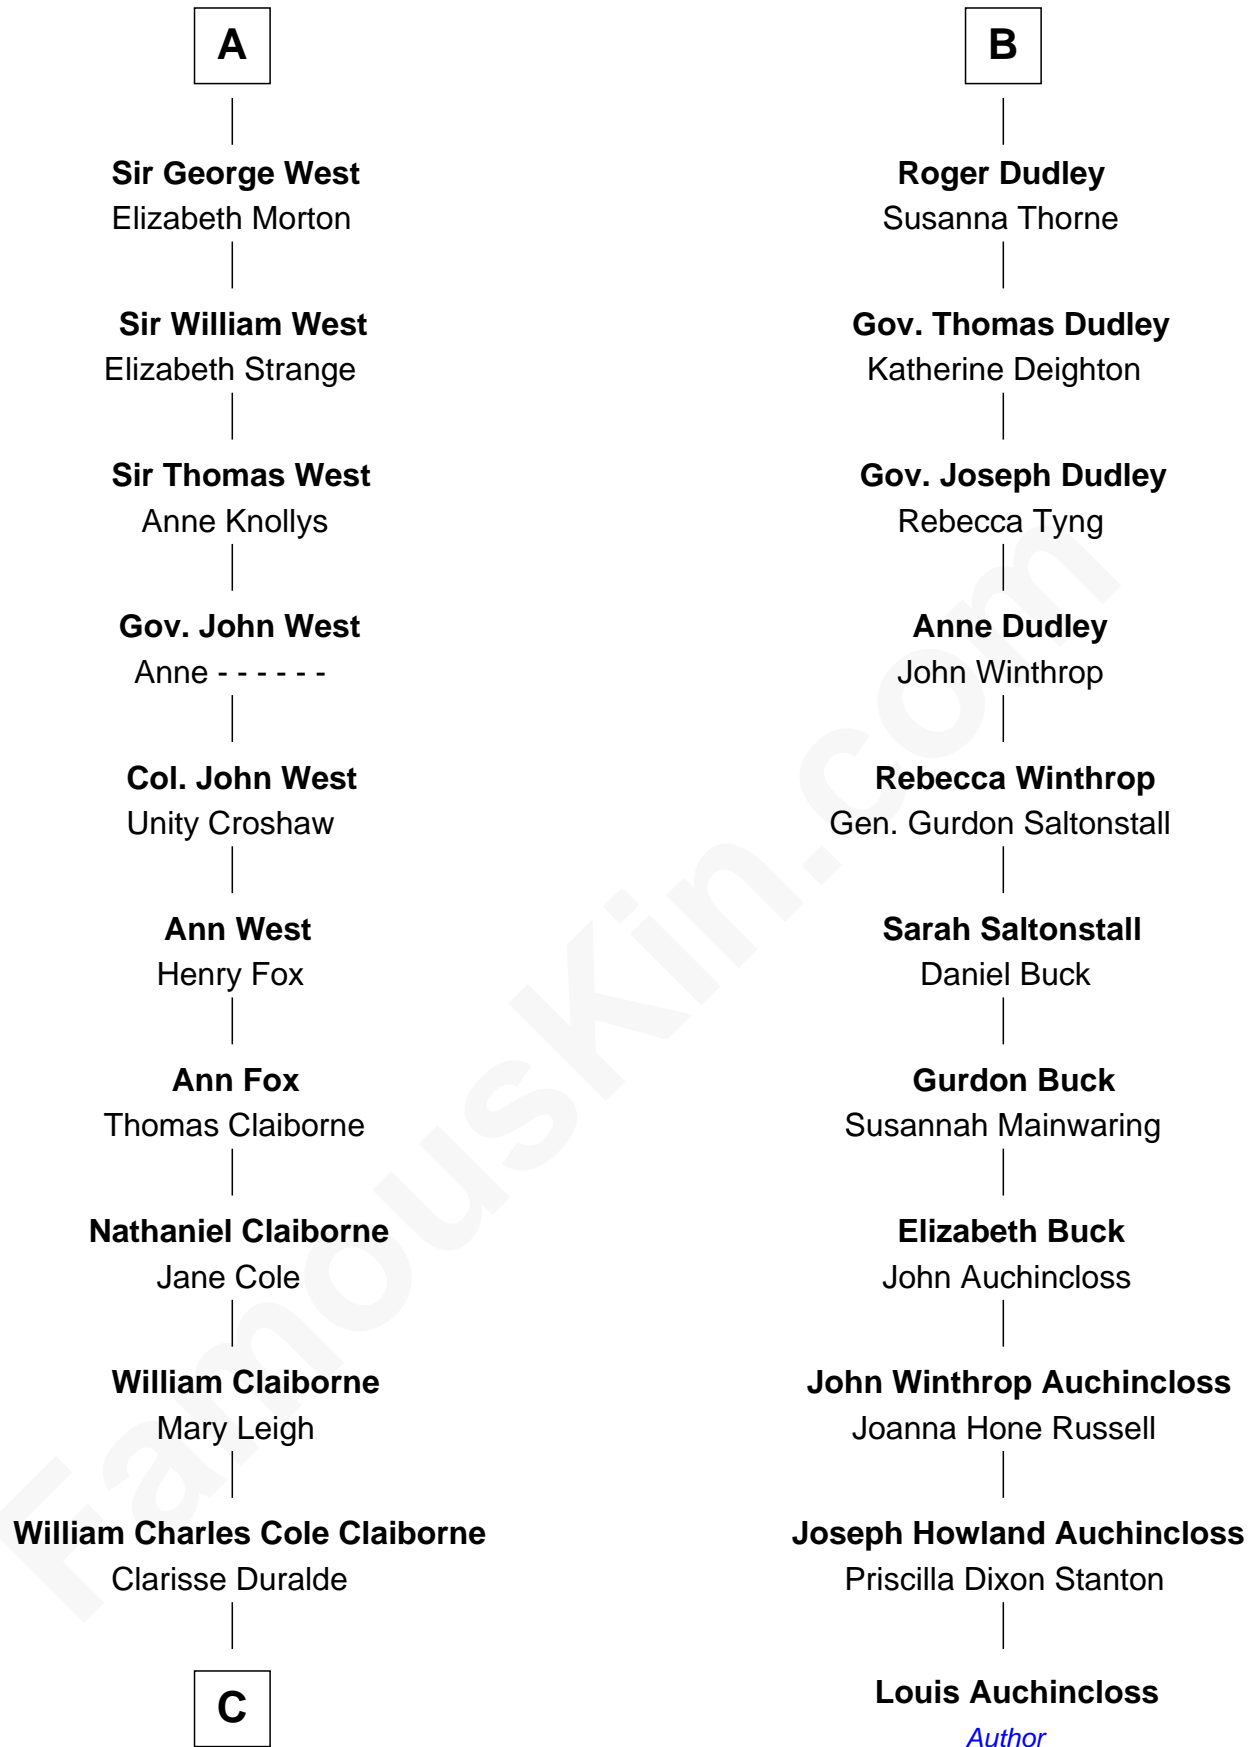 A
Sir George West
Elizabeth Morton
Sir William West
Elizabeth Strange
Sir Thomas West
Anne Knollys
Gov. John West
Anne - - - - - -
Col. John West
Unity Croshaw
Ann West
Henry Fox
Ann Fox
Thomas Claiborne
Nathaniel Claiborne
Jane Cole
William Claiborne
Mary Leigh
William Charles Cole Claiborne
Clarisse Duralde
C
B
Roger Dudley
Susanna Thorne
Gov. Thomas Dudley
Katherine Deighton
Gov. Joseph Dudley
Rebecca Tyng
Anne Dudley
John Winthrop
Rebecca Winthrop
Gen. Gurdon Saltonstall
Sarah Saltonstall
Daniel Buck
Gurdon Buck
Susannah Mainwaring
Elizabeth Buck
John Auchincloss
John Winthrop Auchincloss
Joanna Hone Russell
Joseph Howland Auchincloss
Priscilla Dixon Stanton
Louis Auchincloss
Author
FamousKin.com